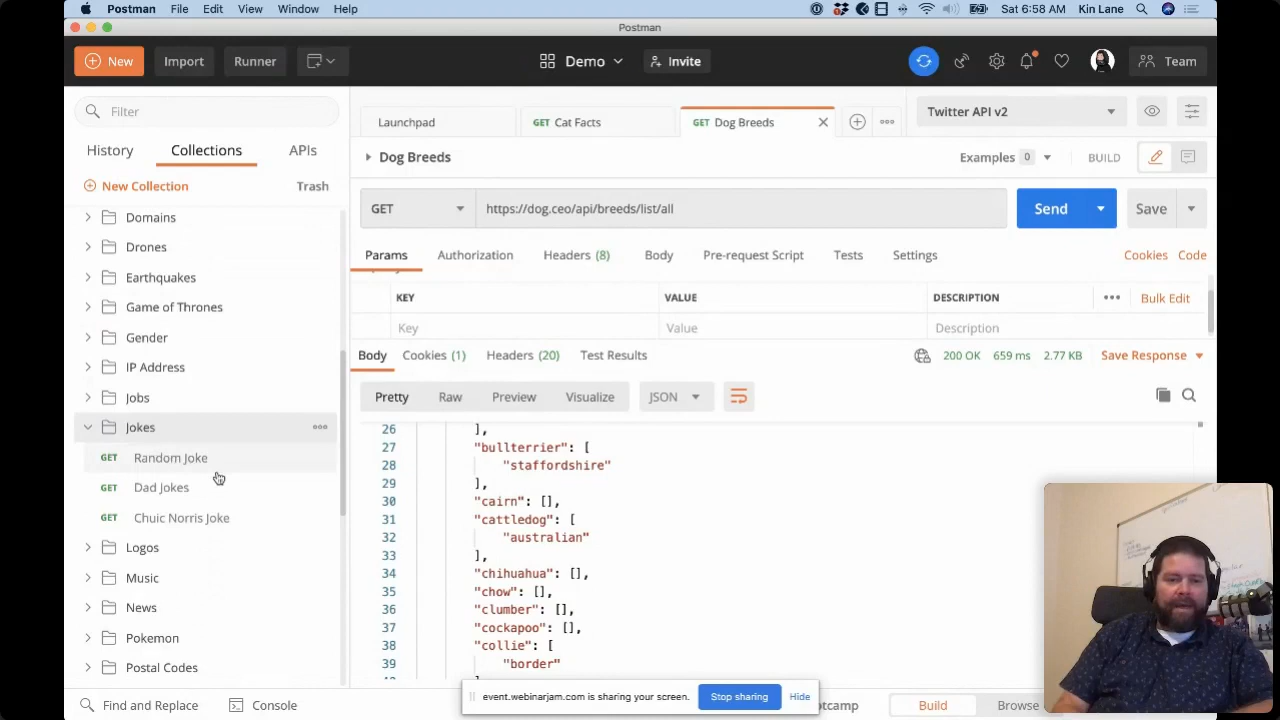 Postman File Edit View Window Help Sat 6:58 AM Kin Lane
Postman
New Import Runner Demo Invite Team
Filter
Launchpad GET Cat Facts GET Dog Breeds Twitter API v2
History Collections APIs
Dog Breeds Examples 0 BUILD
New Collection Trash
GET https://dog.ceo/api/breeds/list/all Send Save
Domains
Drones
Earthquakes
Game of Thrones
Gender
IP Address
Jobs
Jokes
GET Random Joke
GET Dad Jokes
GET Chuic Norris Joke
Logos
Music
News
Pokemon
Postal Codes
Params Authorization Headers (8) Body Pre-request Script Tests Settings Cookies Code
KEY VALUE DESCRIPTION Bulk Edit
Key Value Description
Body Cookies (1) Headers (20) Test Results 200 OK 659 ms 2.77 KB Save Response
Pretty Raw Preview Visualize JSON
26 ],
27 "bullterrier": [
28 "staffordshire"
29 ],
30 "cairn": [],
31 "cattledog": [
32 "australian"
33 ],
34 "chihuahua": [],
35 "chow": [],
36 "clumber": [],
37 "cockapoo": [],
38 "collie": [
39 "border"
event.webinarjam.com is sharing your screen. Stop sharing Hide
Find and Replace Console Build Browse